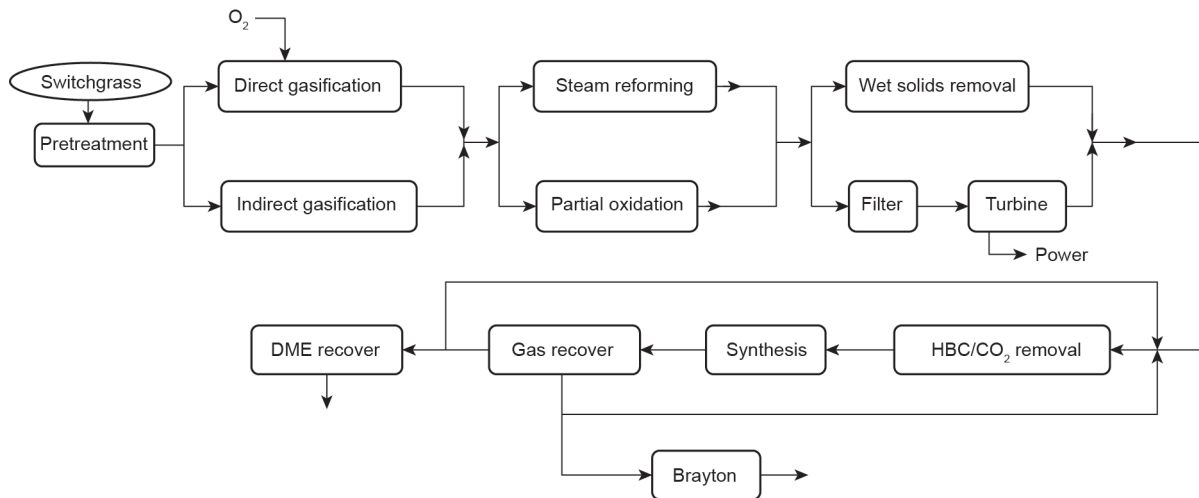 O₂
Switchgrass
Direct gasification
Steam reforming
Wet solids removal
Pretreatment
Indirect gasification
Partial oxidation
Filter
Turbine
Power
DME recover
Gas recover
Synthesis
HBC/CO₂ removal
Brayton